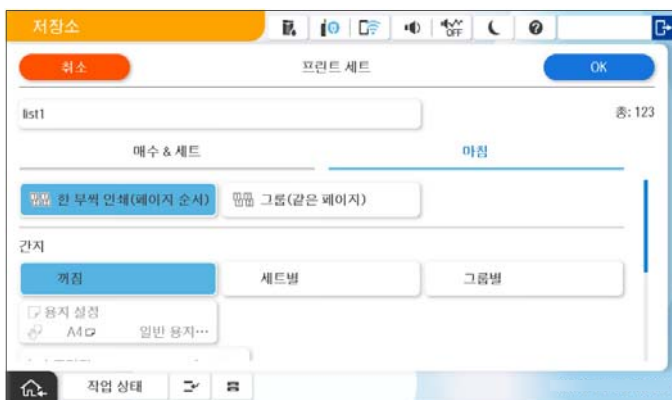 저장소
OFF
취소
프린트 세트
OK
list1
총: 123
매수 & 세트
마침
한 부씩 인쇄(페이지 순서)
그룹(같은 페이지)
간지
꺼짐
세트별
그룹별
용지 설정
A4
일반 용지…
작업 상태